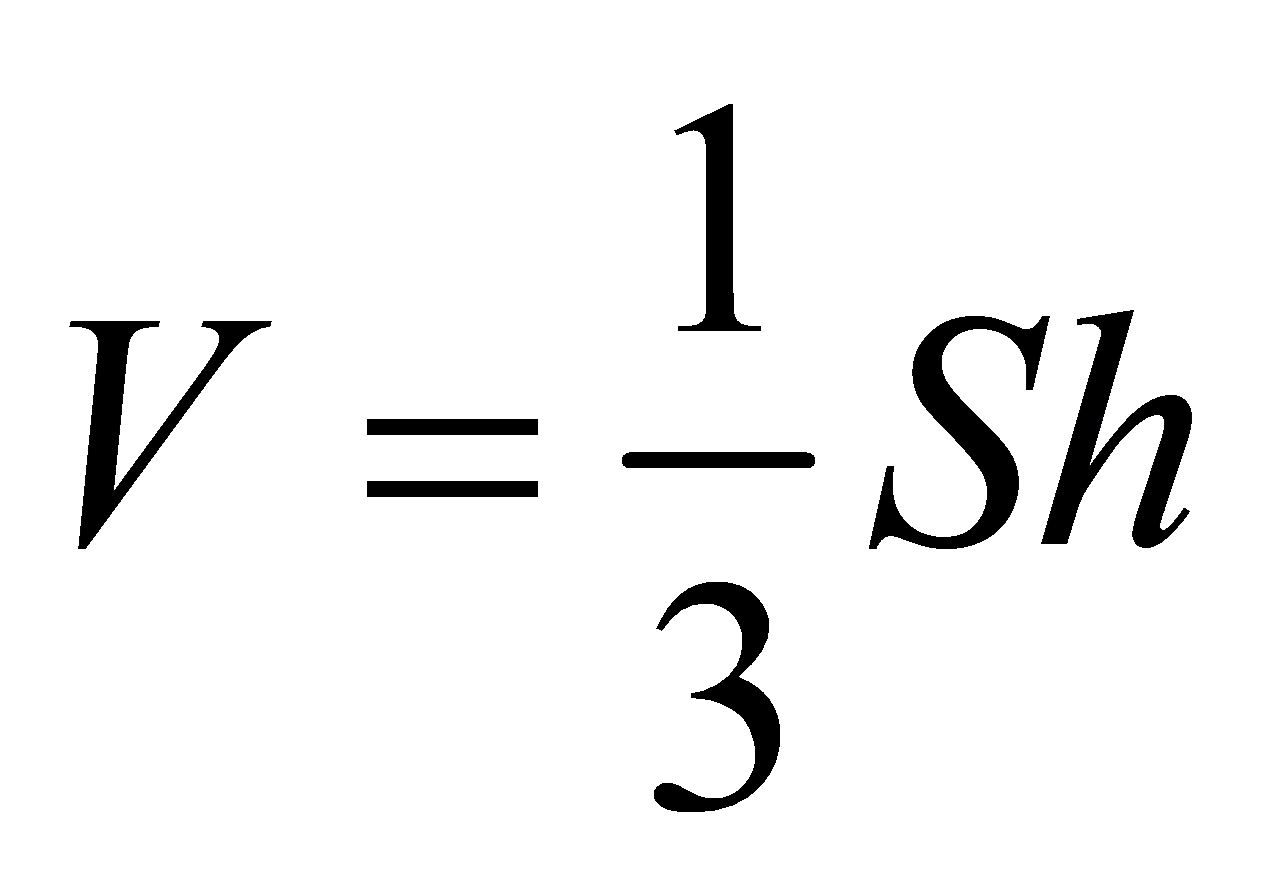 V = 1/3 Sh